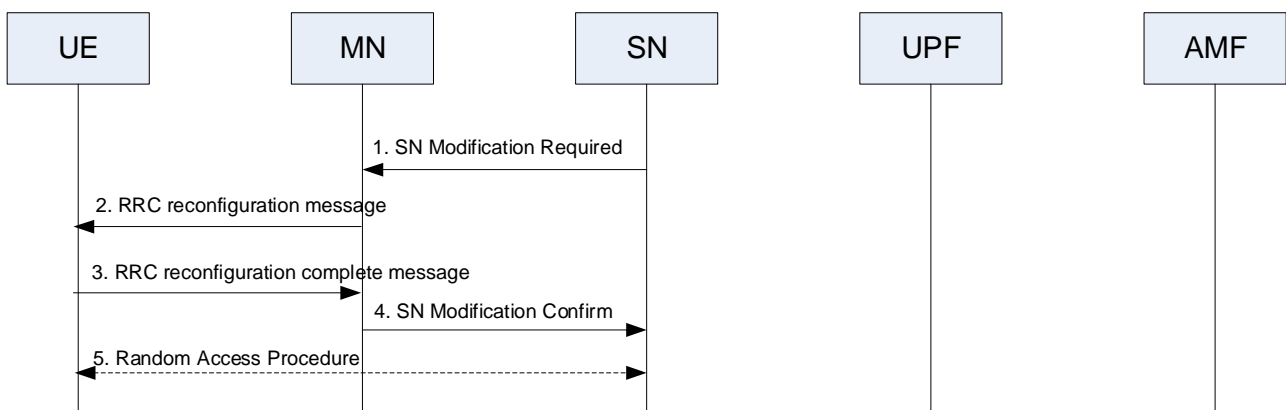 UE
MN
SN
UPF
AMF
1. SN Modification Required
2. RRC reconfiguration message
3. RRC reconfiguration complete message
4. SN Modification Confirm
5. Random Access Procedure